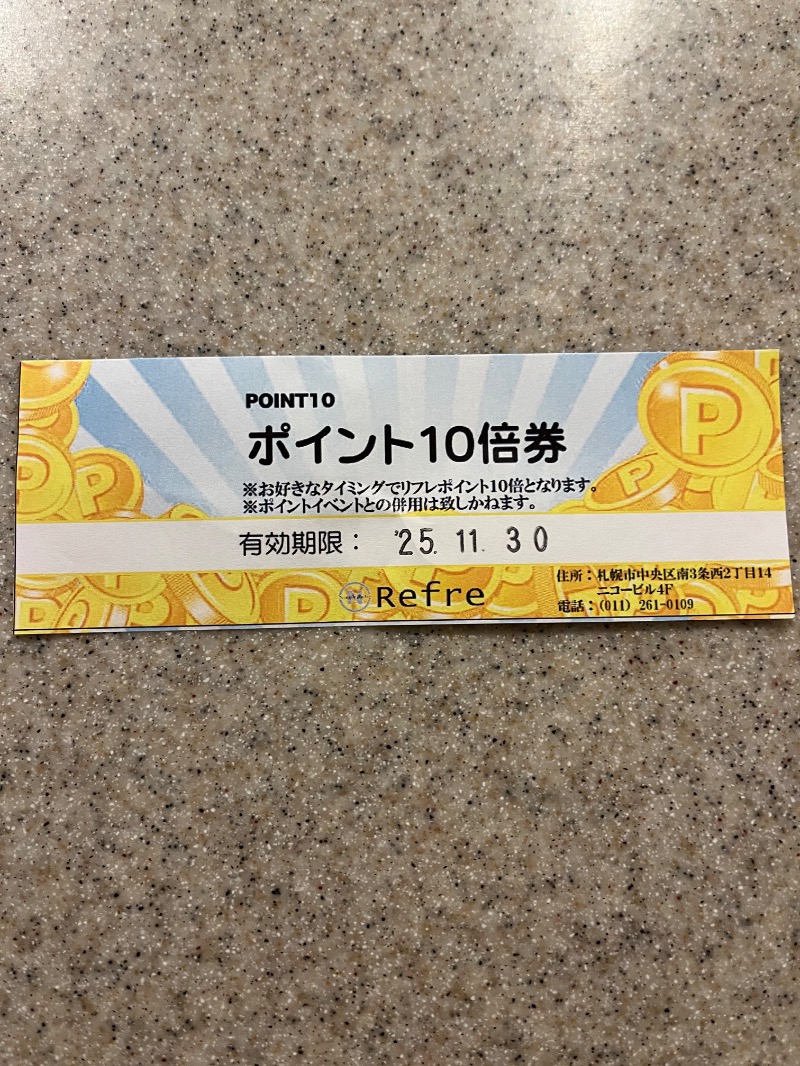 POINT10
ポイント10倍券
※お好きなタイミングでリフレポイント10倍となります。
※ポイントイベントとの併用は致しかねます。
有効期限： '25. 11. 30
Refre
住所：札幌市中央区南3条西2丁目14
ニコービル4F
電話：(011) 261-0109
P
P
P
P
P